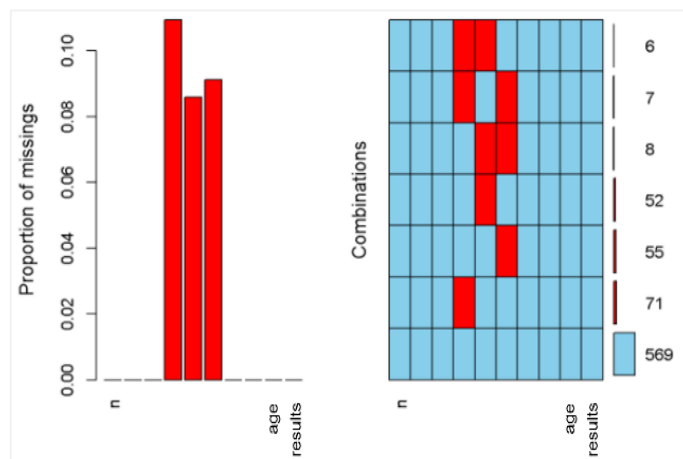 Proportion of missings
0.00
0.02
0.04
0.06
0.08
0.10
n
age
results
Combinations
n
age
results
6
7
8
52
55
71
569